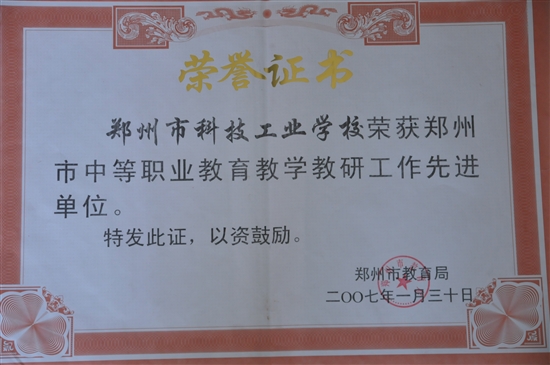 荣誉证书
郑州市科技工业学校荣获郑州
市中等职业教育教学教研工作先进
单位。
特发此证，以资鼓励。
郑州市教育局
二〇〇七年一月三十日